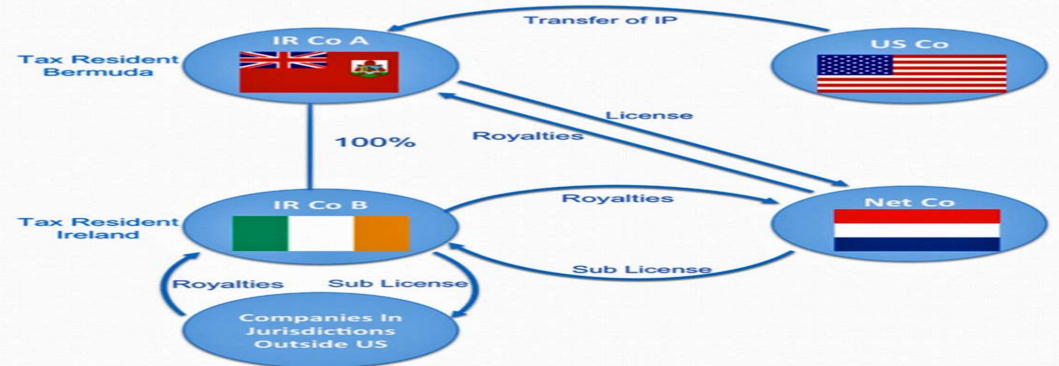 Transfer of IP
IR Co A
US Co
Tax Resident
Bermuda
License
Royalties
100%
IR Co B
Net Co
Royalties
Tax Resident
Ireland
Sub License
Royalties
Sub License
Companies In
Jurisdictions
Outside US